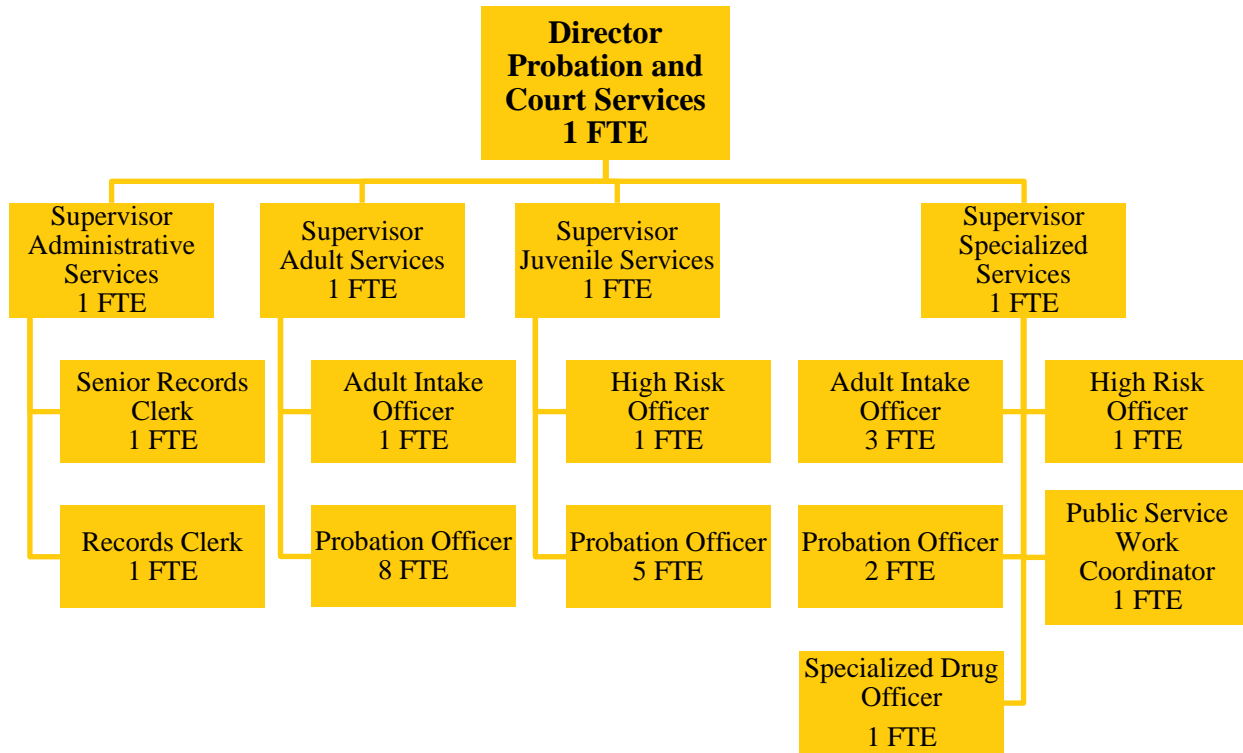 Director
Probation and
Court Services
1 FTE
Supervisor
Administrative
Services
1 FTE
Supervisor
Adult Services
1 FTE
Supervisor
Juvenile Services
1 FTE
Supervisor
Specialized
Services
1 FTE
Senior Records
Clerk
1 FTE
Adult Intake
Officer
1 FTE
High Risk
Officer
1 FTE
Adult Intake
Officer
3 FTE
High Risk
Officer
1 FTE
Records Clerk
1 FTE
Probation Officer
8 FTE
Probation Officer
5 FTE
Probation Officer
2 FTE
Public Service
Work
Coordinator
1 FTE
Specialized Drug
Officer
1 FTE